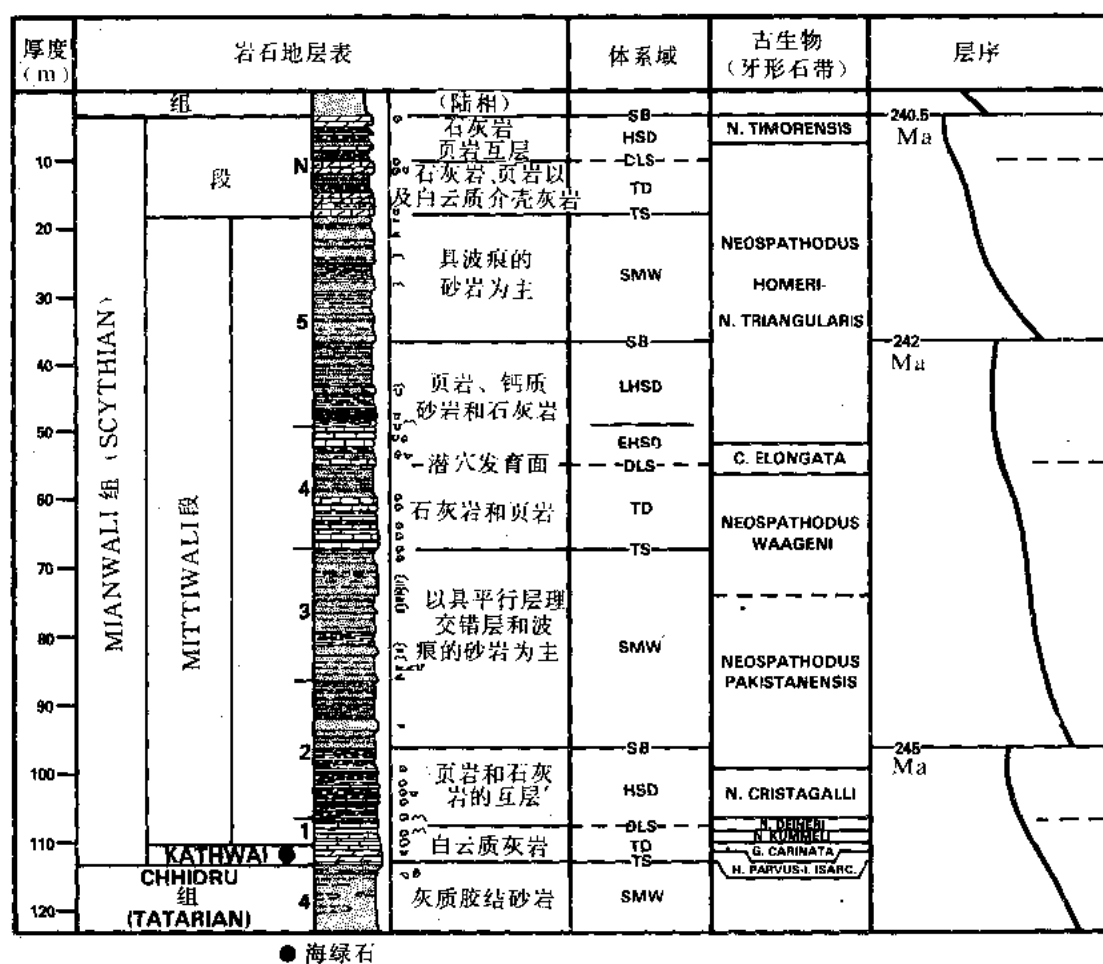 厚度
(m)
岩石地层表
体系域
古生物
(牙形石带)
层序
组
(陆相)
SB
240.5
Ma
石灰岩
页岩互层
HSD
N. TIMORENSIS
10
N
DLS
段
石灰岩、页岩以
及白云质介壳灰岩
TD
TS
20
具波痕的
砂岩为主
SMW
NEOSPATHODUS
HOMERI-
N. TRIANGULARIS
30
5
SB
242
Ma
40
页岩、钙质
砂岩和石灰岩
LHSD
50
EHSD
潜穴发育面
DLS
C. ELONGATA
4
60
石灰岩和页岩
TD
NEOSPATHODUS
WAAGENI
TS
70
MIANWALI 组 (SCYTHIAN)
MITTIWALI 段
3
以具平行层理
交错层和波
痕的砂岩为主
SMW
80
NEOSPATHODUS
PAKISTANENSIS
90
SB
245
Ma
2
100
页岩和石灰
岩的互层
HSD
N. CRISTAGALLI
1
DLS
N. DEINERI
N KUMMELI
110
白云质灰岩
TD
G. CARINATA
KATHWAI
TS
H. PARVUS-I. ISARC.
CHHIDRU
组
(TATARIAN)
4
灰质胶结砂岩
SMW
120
海绿石